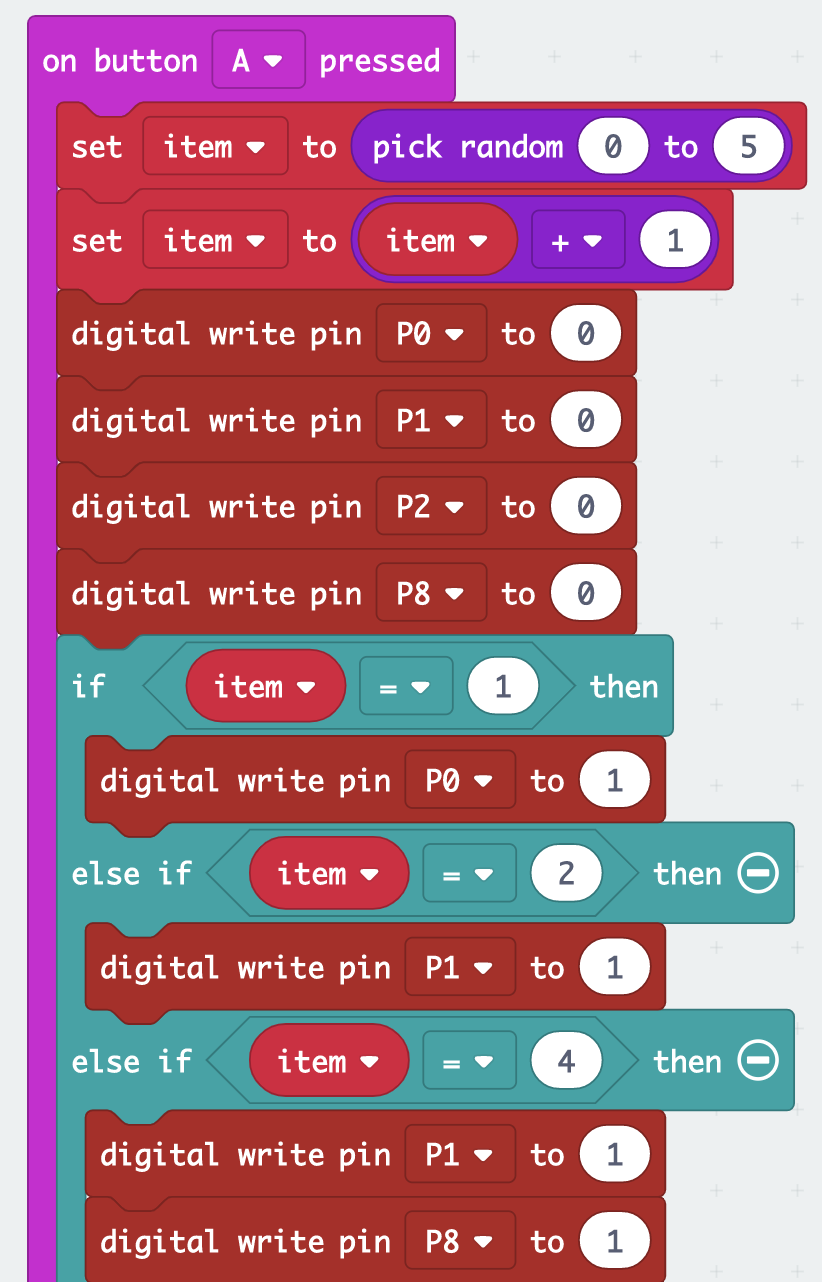 on button A pressed
set item to pick random 0 to 5
set item to item + 1
digital write pin P0 to 0
digital write pin P1 to 0
digital write pin P2 to 0
digital write pin P8 to 0
if item = 1 then
digital write pin P0 to 1
else if item = 2 then
digital write pin P1 to 1
else if item = 4 then
digital write pin P1 to 1
digital write pin P8 to 1